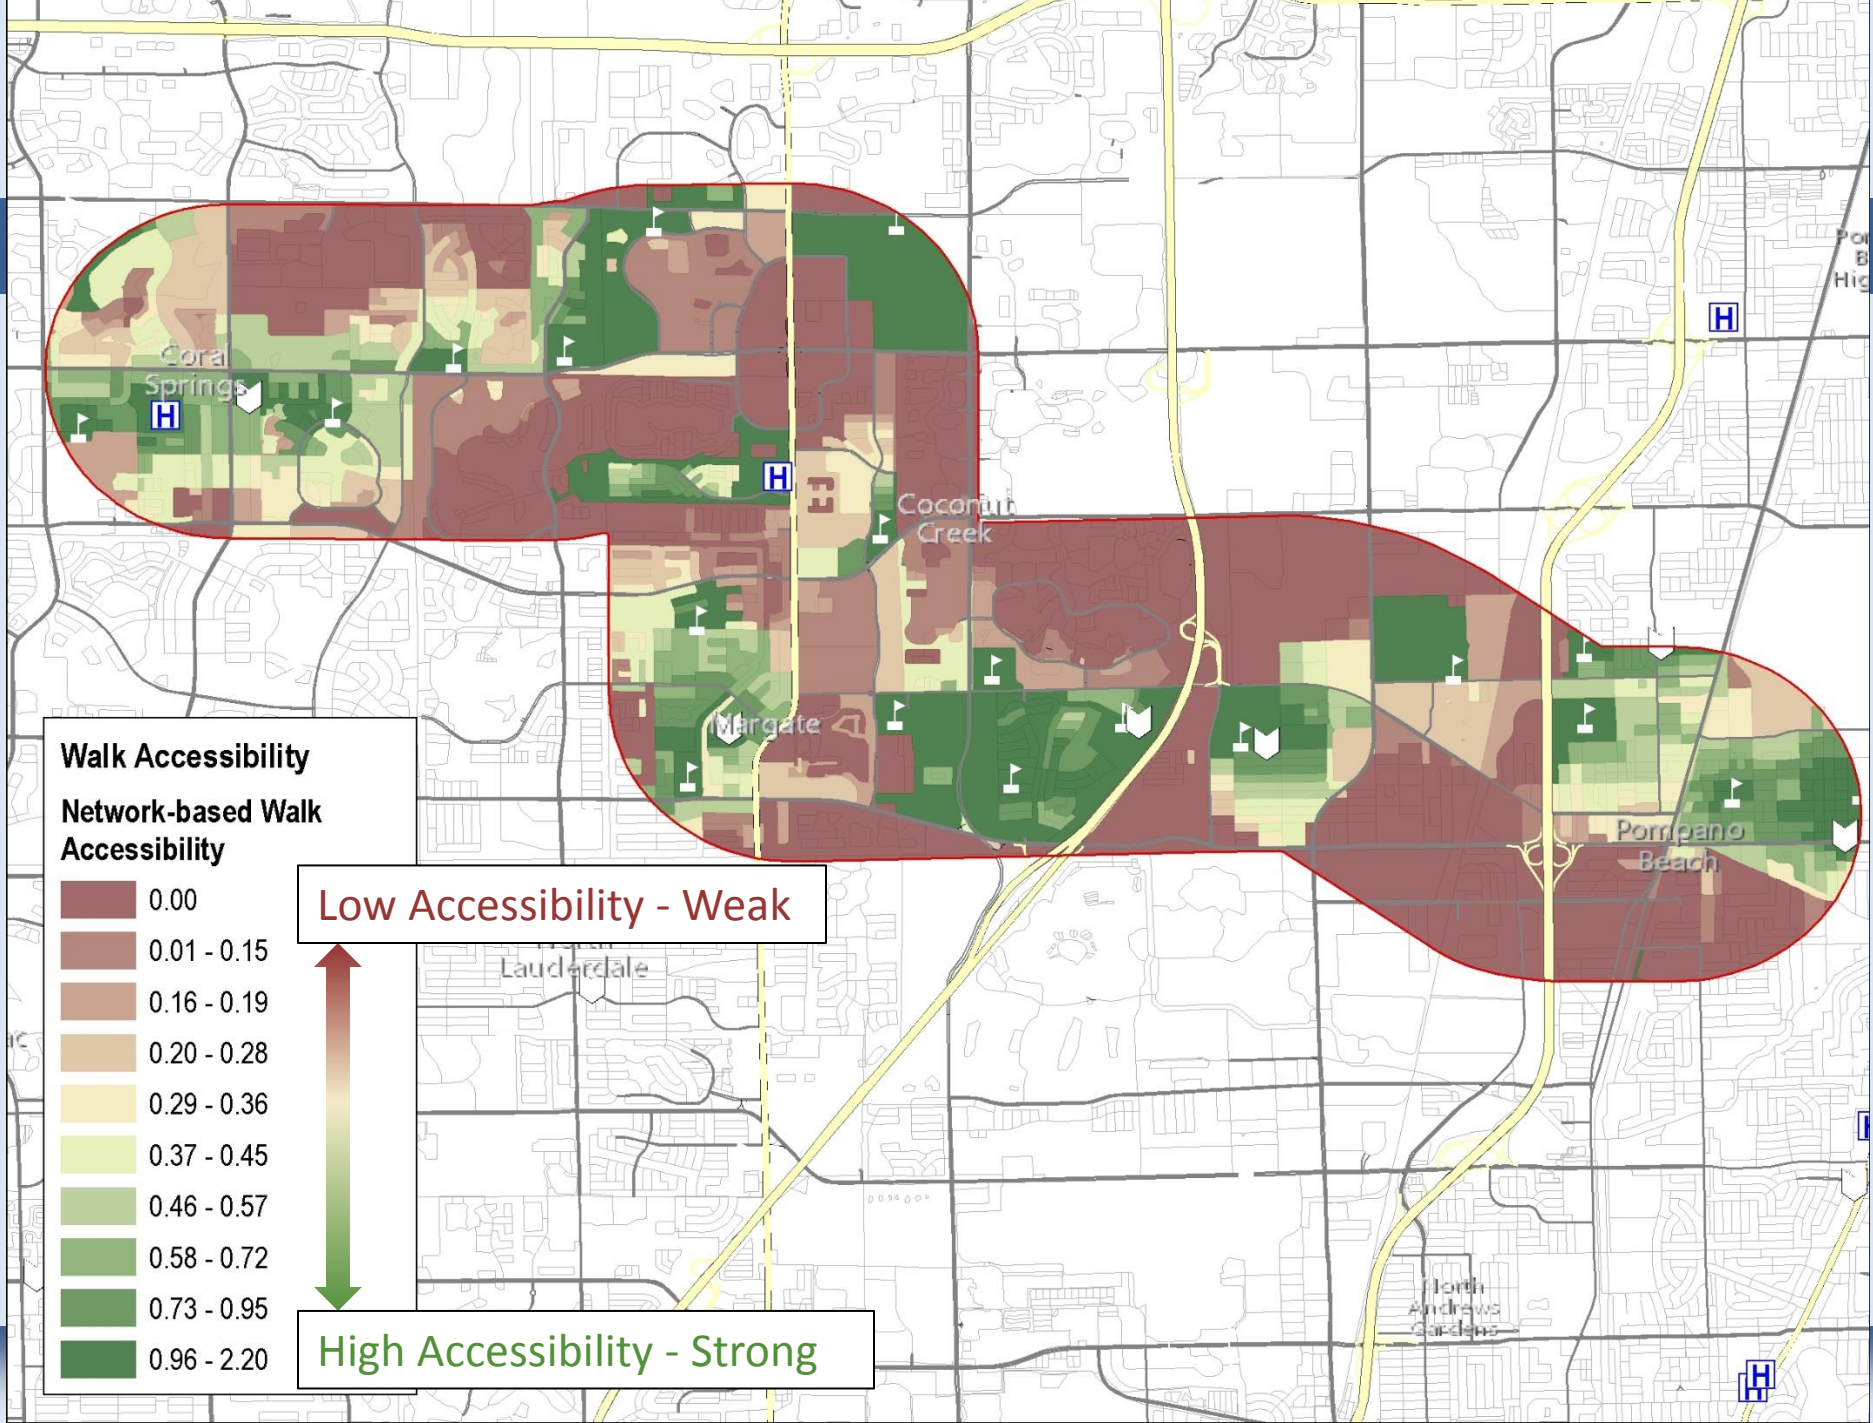 Coral
Springs
H
H
H
Coconut
Creek
Margate
Pompano
Beach
Walk Accessibility
Network-based Walk
Accessibility
0.00
0.01 - 0.15
0.16 - 0.19
0.20 - 0.28
0.29 - 0.36
0.37 - 0.45
0.46 - 0.57
0.58 - 0.72
0.73 - 0.95
0.96 - 2.20
Low Accessibility - Weak
High Accessibility - Strong
Lauderdale
North
Andrews
Gardens
H
H